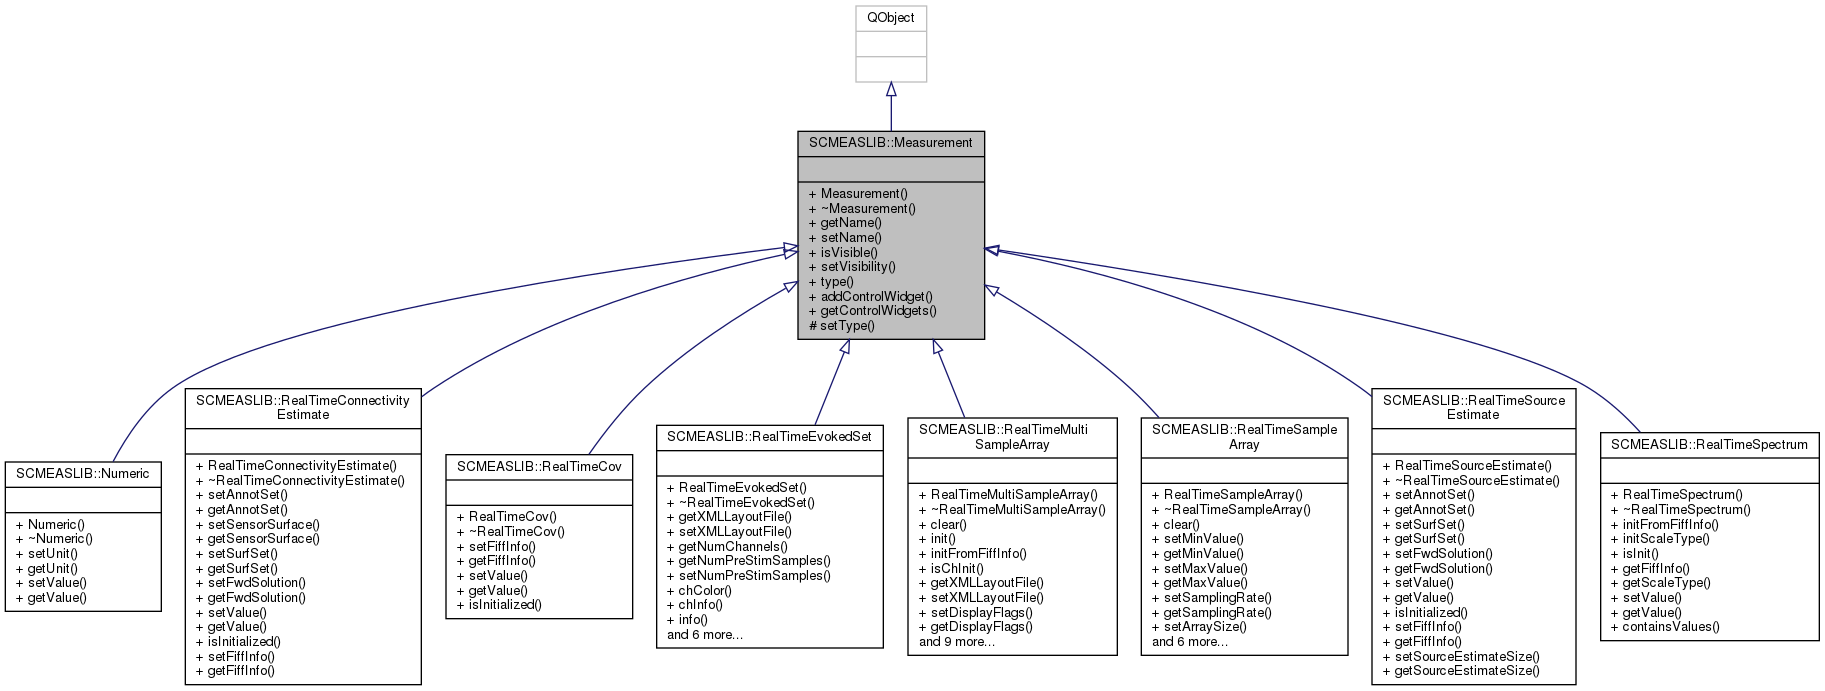 QObject
SCMEASLIB::Measurement
+ Measurement()
+ ~Measurement()
+ getName()
+ setName()
+ isVisible()
+ setVisibility()
+ type()
+ addControlWidget()
+ getControlWidgets()
# setType()
SCMEASLIB::Numeric
+ Numeric()
+ ~Numeric()
+ setUnit()
+ getUnit()
+ setValue()
+ getValue()
SCMEASLIB::RealTimeConnectivity
Estimate
+ RealTimeConnectivityEstimate()
+ ~RealTimeConnectivityEstimate()
+ setAnnotSet()
+ getAnnotSet()
+ setSensorSurface()
+ getSensorSurface()
+ setSurfSet()
+ getSurfSet()
+ setFwdSolution()
+ getFwdSolution()
+ setValue()
+ getValue()
+ isInitialized()
+ setFiffInfo()
+ getFiffInfo()
SCMEASLIB::RealTimeCov
+ RealTimeCov()
+ ~RealTimeCov()
+ setFiffInfo()
+ getFiffInfo()
+ setValue()
+ getValue()
+ isInitialized()
SCMEASLIB::RealTimeEvokedSet
+ RealTimeEvokedSet()
+ ~RealTimeEvokedSet()
+ getXMLLayoutFile()
+ setXMLLayoutFile()
+ getNumChannels()
+ getNumPreStimSamples()
+ setNumPreStimSamples()
+ chColor()
+ chInfo()
+ info()
and 6 more...
SCMEASLIB::RealTimeMulti
SampleArray
+ RealTimeMultiSampleArray()
+ ~RealTimeMultiSampleArray()
+ clear()
+ init()
+ initFromFiffInfo()
+ isChInit()
+ getXMLLayoutFile()
+ setXMLLayoutFile()
+ setDisplayFlags()
+ getDisplayFlags()
and 9 more...
SCMEASLIB::RealTimeSample
Array
+ RealTimeSampleArray()
+ ~RealTimeSampleArray()
+ clear()
+ setMinValue()
+ getMinValue()
+ setMaxValue()
+ getMaxValue()
+ setSamplingRate()
+ getSamplingRate()
+ setArraySize()
and 6 more...
SCMEASLIB::RealTimeSource
Estimate
+ RealTimeSourceEstimate()
+ ~RealTimeSourceEstimate()
+ setAnnotSet()
+ getAnnotSet()
+ setSurfSet()
+ getSurfSet()
+ setFwdSolution()
+ getFwdSolution()
+ setValue()
+ getValue()
+ isInitialized()
+ setFiffInfo()
+ getFiffInfo()
+ setSourceEstimateSize()
+ getSourceEstimateSize()
SCMEASLIB::RealTimeSpectrum
+ RealTimeSpectrum()
+ ~RealTimeSpectrum()
+ initFromFiffInfo()
+ initScaleType()
+ isInit()
+ getFiffInfo()
+ getScaleType()
+ setValue()
+ getValue()
+ containsValues()